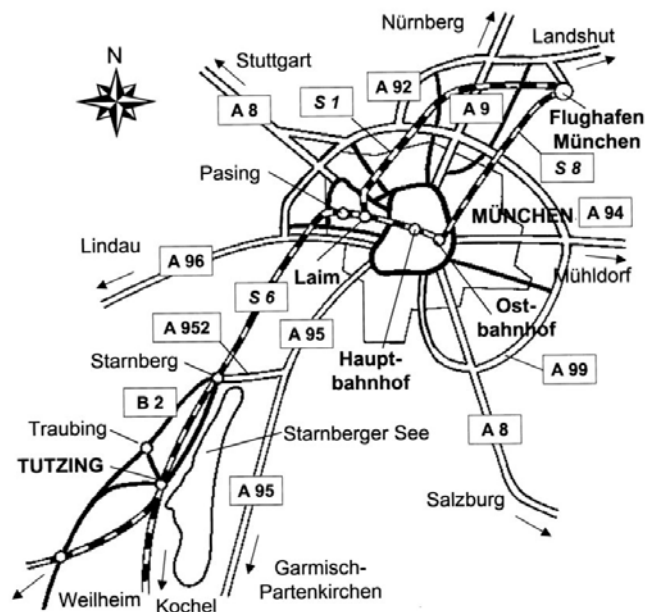 Nürnberg
Landshut
N
Stuttgart
A 92
A 8
S 1
A 9
Flughafen
München
S 8
Pasing
MÜNCHEN
A 94
Lindau
A 96
Laim
Mühldorf
S 6
Ost-
bahnhof
A 952
A 95
Haupt-
bahnhof
A 99
Starnberg
B 2
Traubing
Starnberger See
A 8
TUTZING
A 95
Salzburg
Garmisch-
Partenkirchen
Weilheim
Kochel